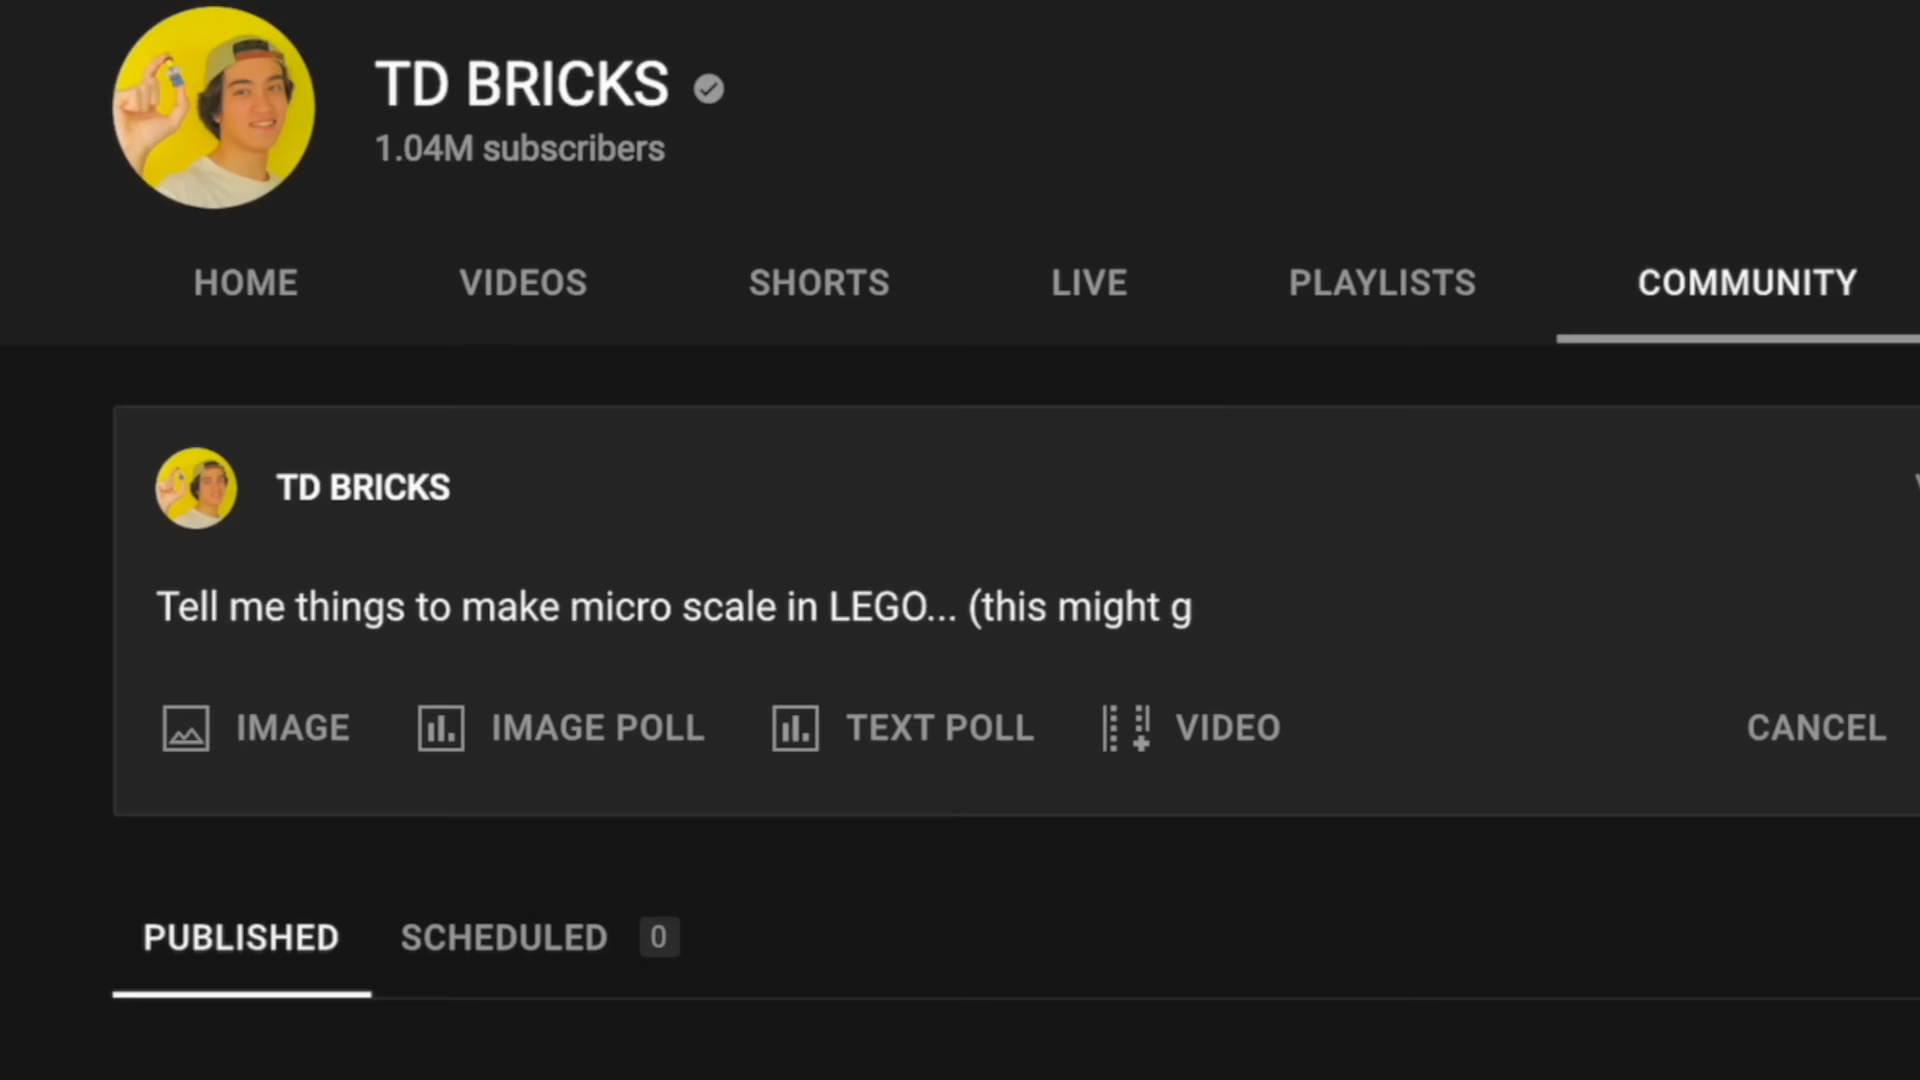 TD BRICKS
1.04M subscribers
HOME VIDEOS SHORTS LIVE PLAYLISTS COMMUNITY
TD BRICKS
Tell me things to make micro scale in LEGO... (this might g
IMAGE IMAGE POLL TEXT POLL VIDEO CANCEL
PUBLISHED SCHEDULED 0